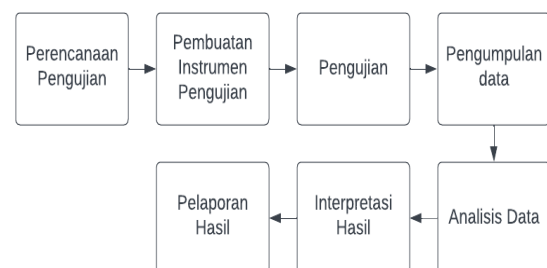 Perencanaan
Pengujian
Pembuatan
Instrumen
Pengujian
Pengujian
Pengumpulan
data
Analisis Data
Interpretasi
Hasil
Pelaporan
Hasil